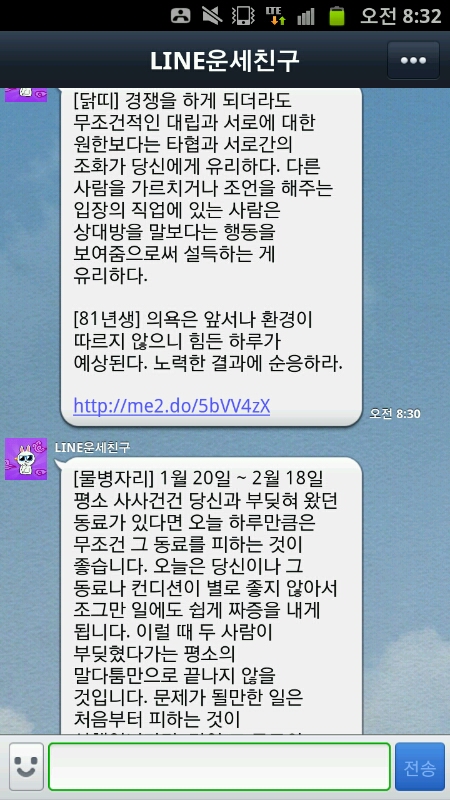 LTE
오전 8:32
LINE운세친구
[닭띠] 경쟁을 하게 되더라도
무조건적인 대립과 서로에 대한
원한보다는 타협과 서로간의
조화가 당신에게 유리하다. 다른
사람을 가르치거나 조언을 해주는
입장의 직업에 있는 사람은
상대방을 말보다는 행동을
보여줌으로써 설득하는 게
유리하다.
[81년생] 의욕은 앞서나 환경이
따르지 않으니 힘든 하루가
예상된다. 노력한 결과에 순응하라.
http://me2.do/5bVV4zX
오전 8:30
LINE운세친구
[물병자리] 1월 20일 ~ 2월 18일
평소 사사건건 당신과 부딪혀 왔던
동료가 있다면 오늘 하루만큼은
무조건 그 동료를 피하는 것이
좋습니다. 오늘은 당신이나 그
동료나 컨디션이 별로 좋지 않아서
조그만 일에도 쉽게 짜증을 내게
됩니다. 이럴 때 두 사람이
부딪혔다가는 평소의
말다툼만으로 끝나지 않을
것입니다. 문제가 될만한 일은
처음부터 피하는 것이
전송